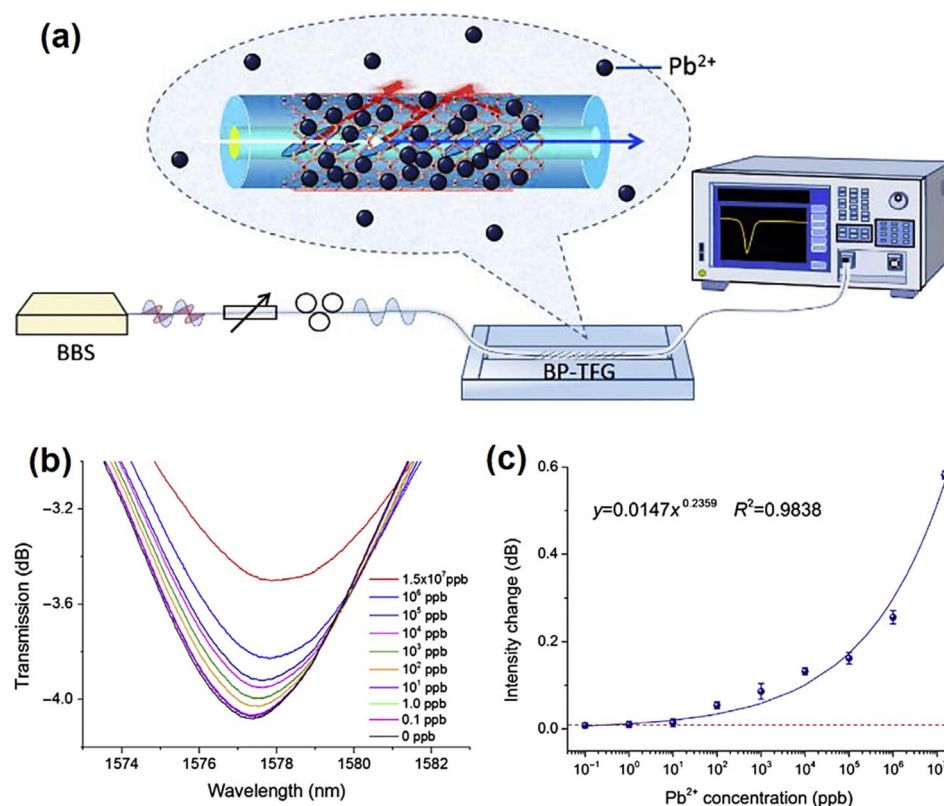 (a)
Pb²⁺
BBS
BP-TFG
(b)
Transmission (dB)
−3.2
−3.6
−4.0
1.5x10⁷ppb
10⁶ ppb
10⁵ ppb
10⁴ ppb
10³ ppb
10² ppb
10¹ ppb
1.0 ppb
0.1 ppb
0 ppb
1574 1576 1578 1580 1582
Wavelength (nm)
(c)
Intensity change (dB)
0.6
0.4
0.2
0.0
y=0.0147x⁰·²³⁵⁹ R²=0.9838
10⁻¹ 10⁰ 10¹ 10² 10³ 10⁴ 10⁵ 10⁶ 10⁷
Pb²⁺ concentration (ppb)